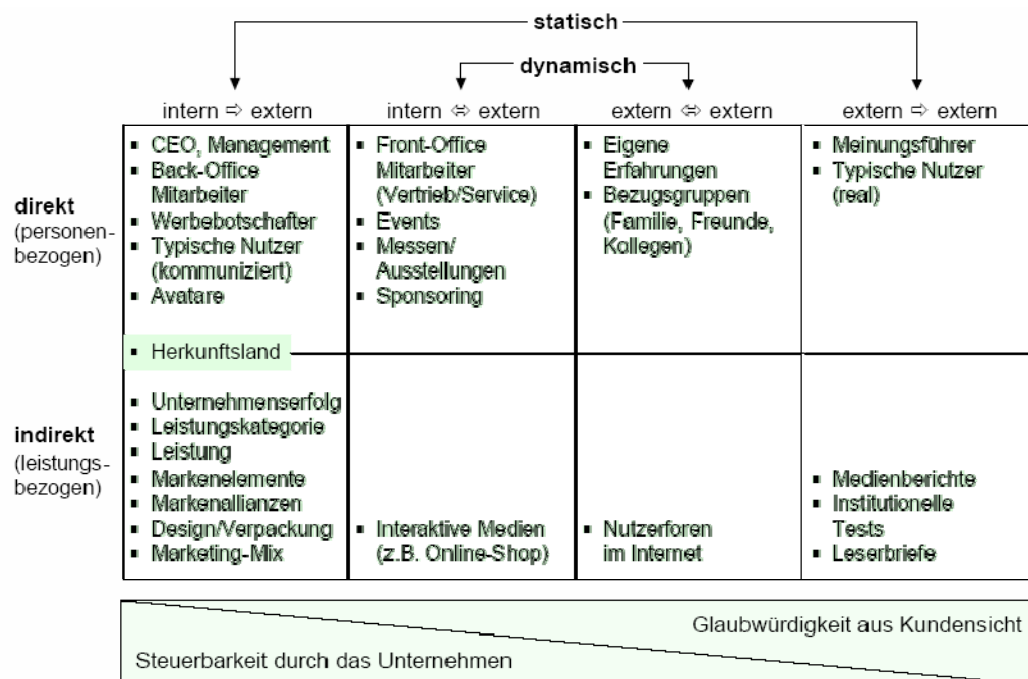 statisch
dynamisch
intern ⇨ extern
intern ⬄ extern
extern ⬄ extern
extern ⇨ extern
direkt
(personen-
bezogen)
▪ CEO, Management
▪ Back-Office
Mitarbeiter
▪ Werbebotschafter
▪ Typische Nutzer
(kommuniziert)
▪ Avatare
▪ Front-Office
Mitarbeiter
(Vertrieb/Service)
▪ Events
▪ Messen/
Ausstellungen
▪ Sponsoring
▪ Eigene
Erfahrungen
▪ Bezugsgruppen
(Familie, Freunde,
Kollegen)
▪ Meinungsführer
▪ Typische Nutzer
(real)
▪ Herkunftsland
indirekt
(leistungs-
bezogen)
▪ Unternehmenserfolg
▪ Leistungskategorie
▪ Leistung
▪ Markenelemente
▪ Markenallianzen
▪ Design/Verpackung
▪ Marketing-Mix
▪ Interaktive Medien
(z.B. Online-Shop)
▪ Nutzerforen
im Internet
▪ Medienberichte
▪ Institutionelle
Tests
▪ Leserbriefe
Glaubwürdigkeit aus Kundensicht
Steuerbarkeit durch das Unternehmen